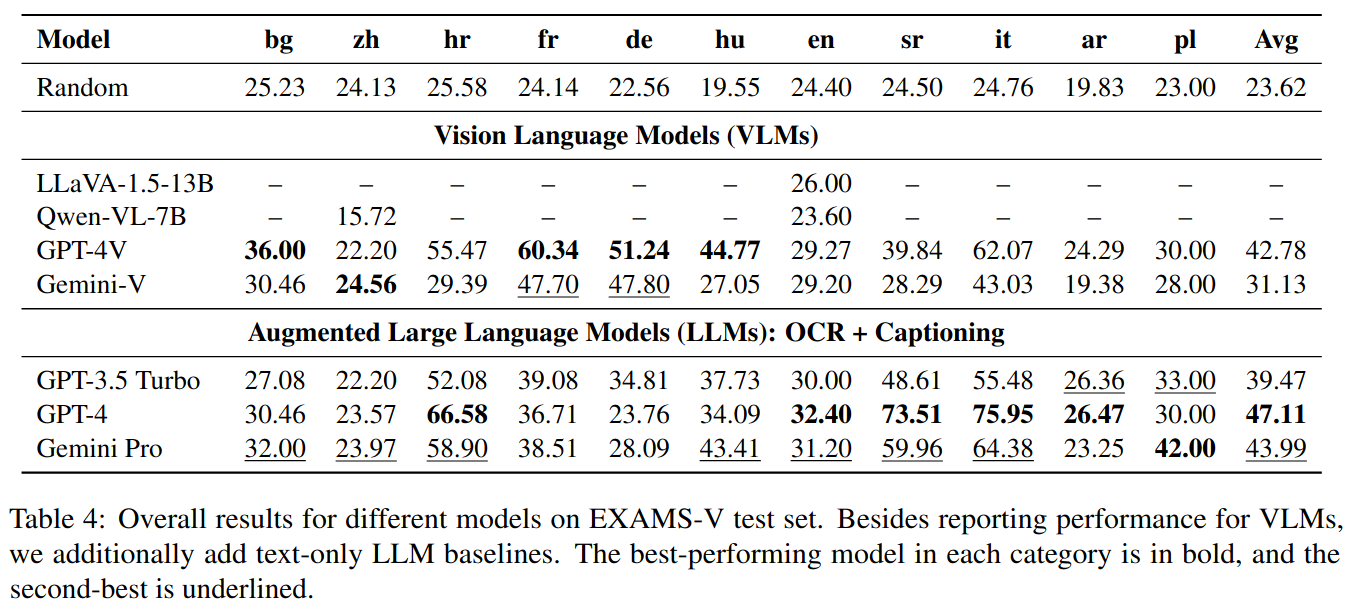 Model bg zh hr fr de hu en sr it ar pl Avg
Random 25.23 24.13 25.58 24.14 22.56 19.55 24.40 24.50 24.76 19.83 23.00 23.62
Vision Language Models (VLMs)
LLaVA-1.5-13B – – – – – – 26.00 – – – – –
Qwen-VL-7B – 15.72 – – – – 23.60 – – – – –
GPT-4V 36.00 22.20 55.47 60.34 51.24 44.77 29.27 39.84 62.07 24.29 30.00 42.78
Gemini-V 30.46 24.56 29.39 47.70 47.80 27.05 29.20 28.29 43.03 19.38 28.00 31.13
Augmented Large Language Models (LLMs): OCR + Captioning
GPT-3.5 Turbo 27.08 22.20 52.08 39.08 34.81 37.73 30.00 48.61 55.48 26.36 33.00 39.47
GPT-4 30.46 23.57 66.58 36.71 23.76 34.09 32.40 73.51 75.95 26.47 30.00 47.11
Gemini Pro 32.00 23.97 58.90 38.51 28.09 43.41 31.20 59.96 64.38 23.25 42.00 43.99
Table 4: Overall results for different models on EXAMS-V test set. Besides reporting performance for VLMs,
we additionally add text-only LLM baselines. The best-performing model in each category is in bold, and the
second-best is underlined.